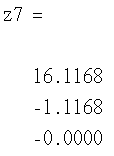 z7 =
16.1168
-1.1168
-0.0000